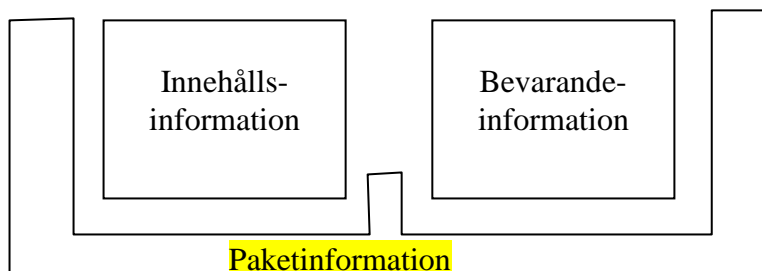 Innehålls-
information
Bevarande-
information
Paketinformation